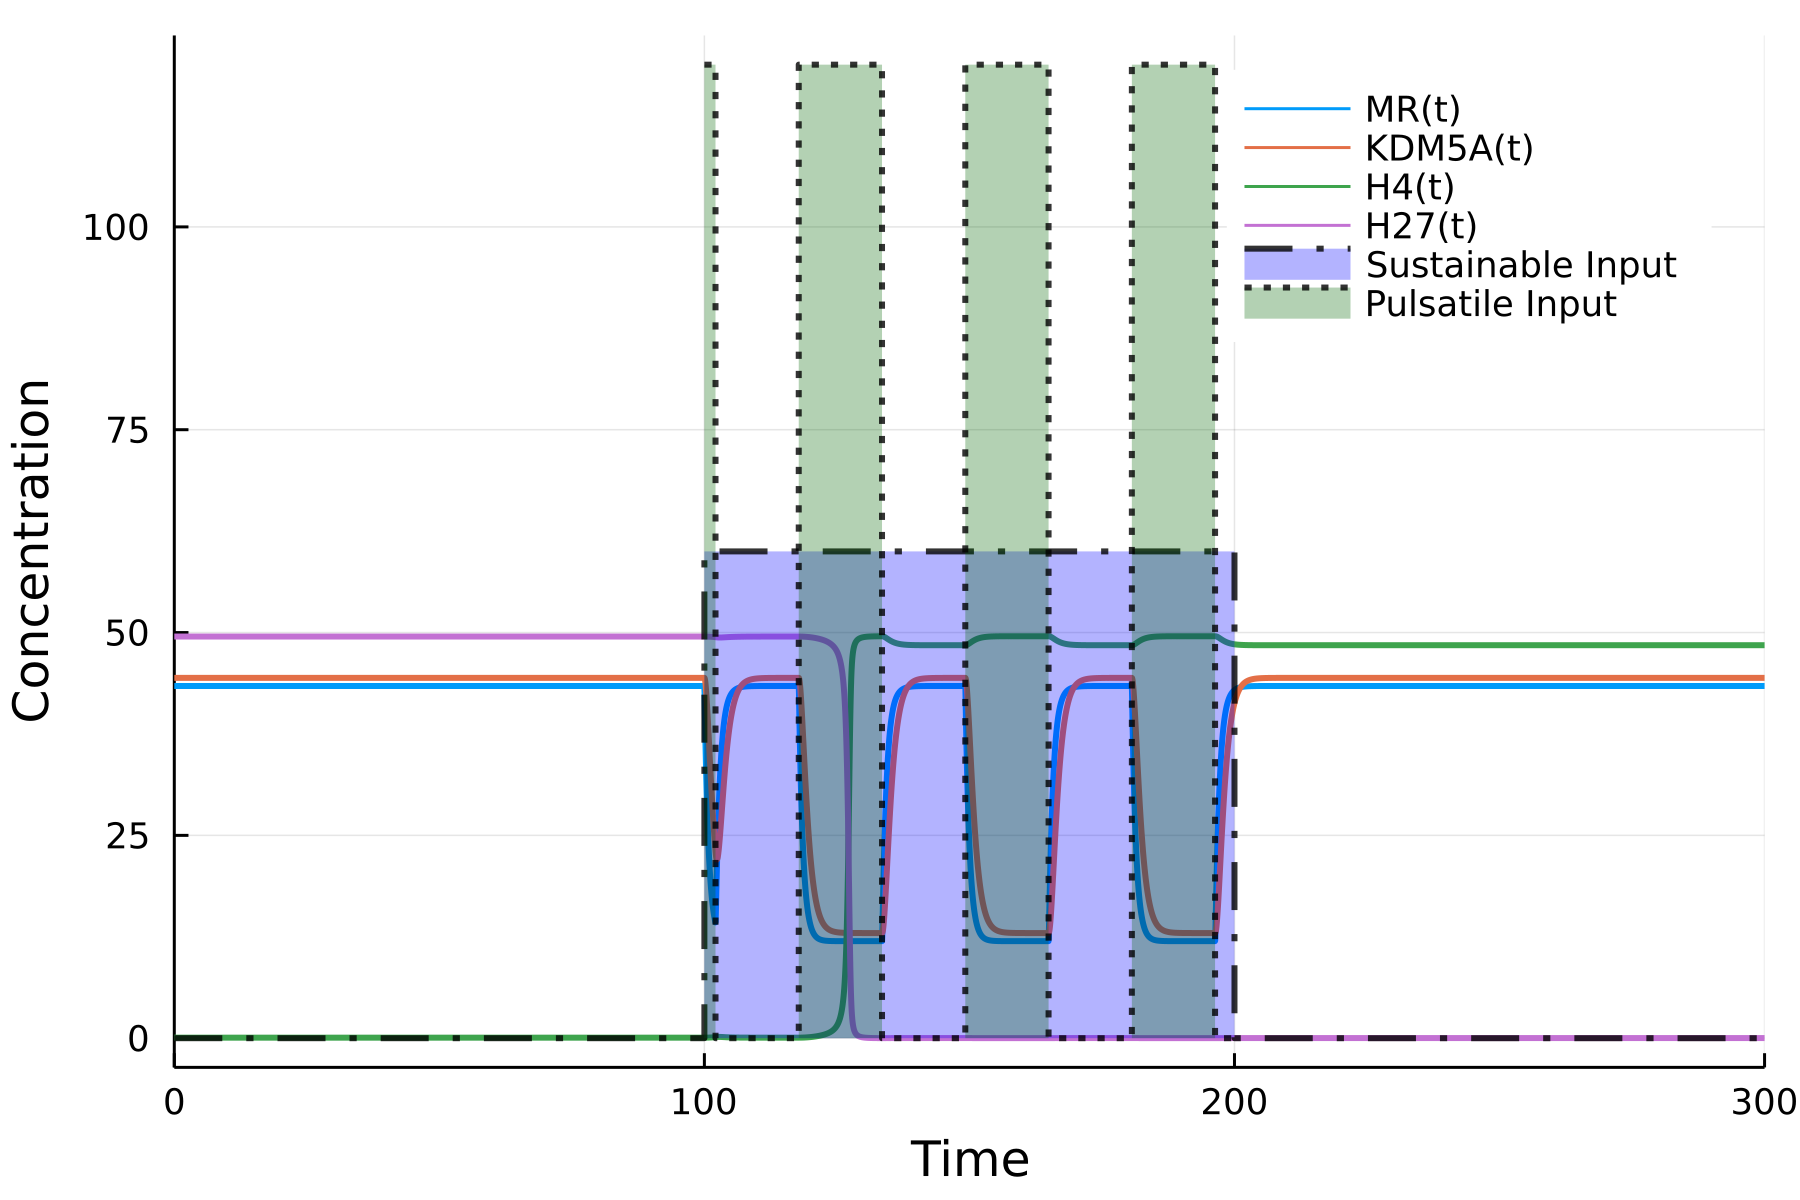 MR(t)
KDM5A(t)
H4(t)
H27(t)
Sustainable Input
Pulsatile Input
Concentration
100
75
50
25
0
0 100 200 300
Time